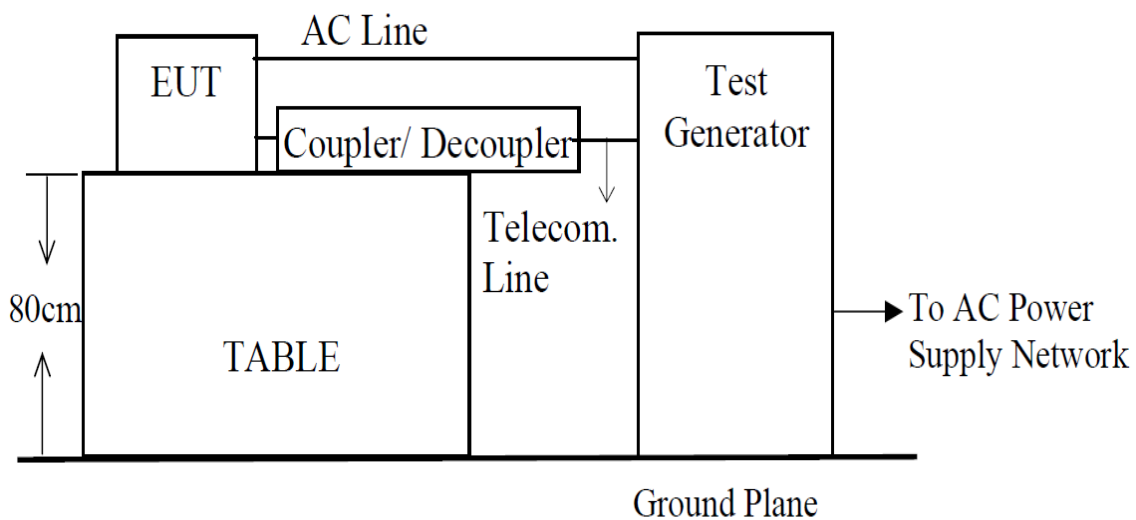 AC Line
EUT
Test
Generator
Coupler/ Decoupler
Telecom.
Line
80cm
TABLE
To AC Power
Supply Network
Ground Plane